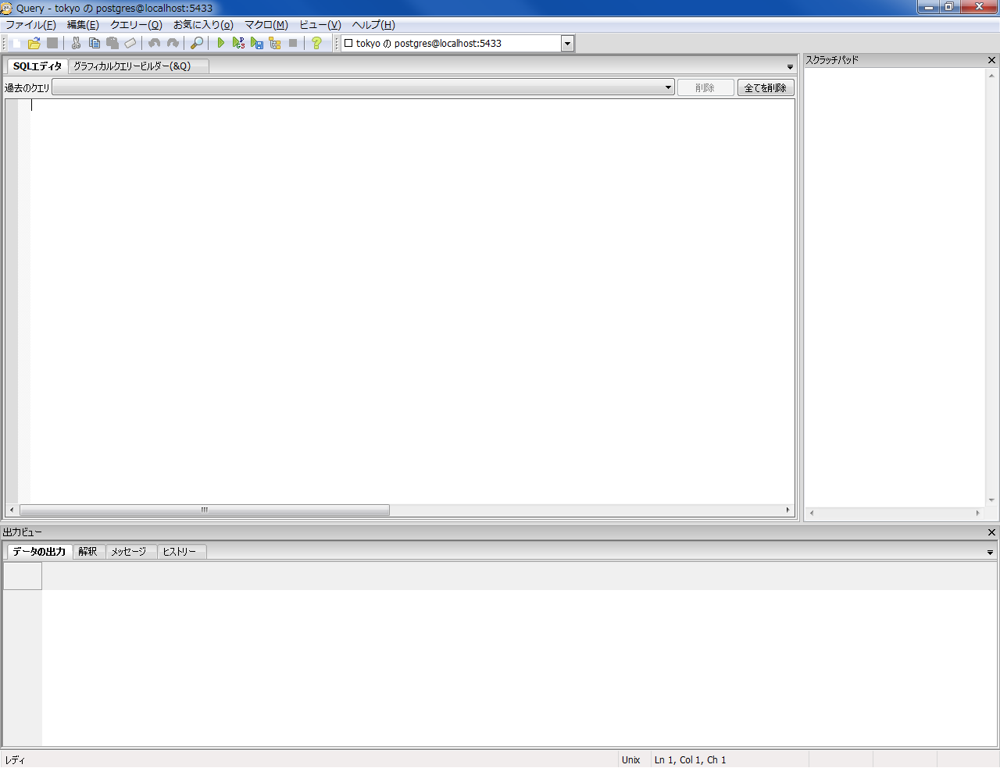 Query - tokyo の postgres@localhost:5433
ファイル(F) 編集(E) クエリー(Q) お気に入り(o) マクロ(M) ビュー(V) ヘルプ(H)
tokyo の postgres@localhost:5433
SQLエディタ グラフィカルクエリービルダー(&Q)
スクラッチパッド
過去のクエリ 削除 全てを削除
出力ビュー
データの出力 解釈 メッセージ ヒストリー
レディ Unix Ln 1, Col 1, Ch 1